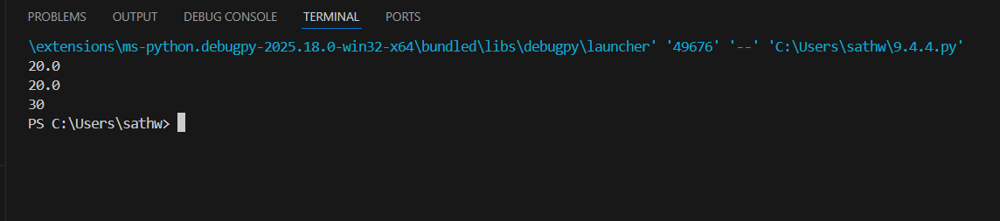 PROBLEMS OUTPUT DEBUG CONSOLE TERMINAL PORTS
\extensions\ms-python.debugpy-2025.18.0-win32-x64\bundled\libs\debugpy\launcher' '49676' '--' 'C:\Users\sathw\9.4.4.py'
20.0
20.0
30
PS C:\Users\sathw>